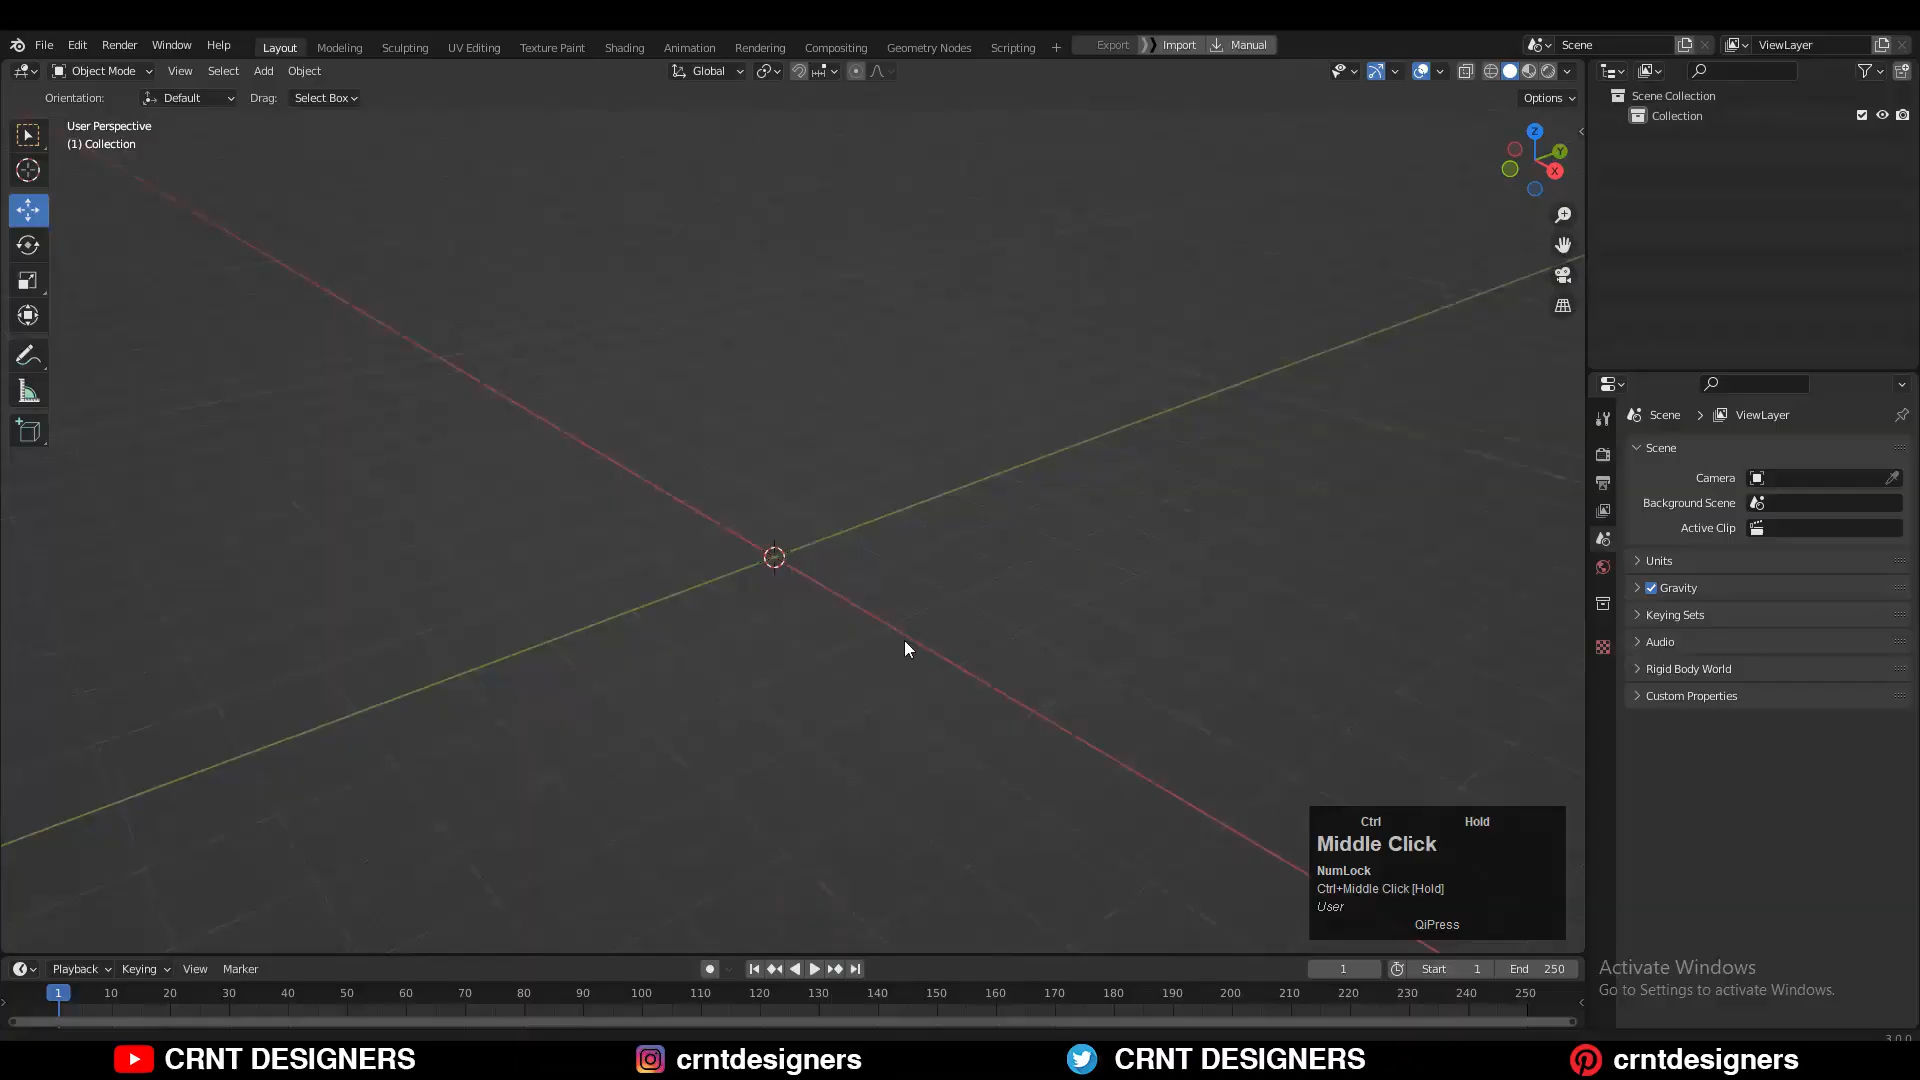 File Edit Render Window Help Layout Modeling Sculpting UV Editing Texture Paint Shading Animation Rendering Compositing Geometry Nodes Scripting + Export Import Manual Scene ViewLayer
Object Mode View Select Add Object Global
Orientation: Default Drag: Select Box Options
User Perspective
(1) Collection
Z
Y
X
Scene Collection
Collection
Scene > ViewLayer
Scene
Camera
Background Scene
Active Clip
Units
Gravity
Keying Sets
Audio
Rigid Body World
Custom Properties
Ctrl Hold
Middle Click
NumLock
Ctrl+Middle Click [Hold]
User
QiPress
Playback Keying View Marker 1 Start 1 End 250
1 10 20 30 40 50 60 70 80 90 100 110 120 130 140 150 160 170 180 190 200 210 220 230 240 250
Activate Windows
Go to Settings to activate Windows.
3.0.0
CRNT DESIGNERS crntdesigners CRNT DESIGNERS crntdesigners